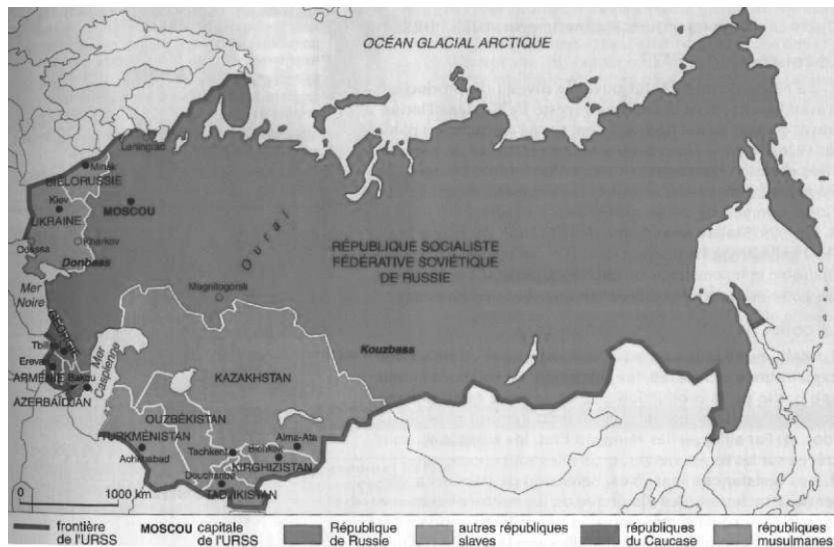 OCÉAN GLACIAL ARCTIQUE
Leningrad
Minsk
BIÉLORUSSIE
Kiev
MOSCOU
UKRAINE
Odessa
Kharkov
Donbass
Oural
RÉPUBLIQUE SOCIALISTE
FÉDÉRATIVE SOVIÉTIQUE
DE RUSSIE
Mer
Noire
Magnitogorsk
GÉORGIE
Kouzbass
Erevan
Mer
Caspienne
ARMÉNIE
Bakou
KAZAKHSTAN
AZERBAÏDJAN
OUZBÉKISTAN
TURKMÉNISTAN
Achrabad
Tachkent
Bichkek
Alma-Ata
KIRGHIZISTAN
Douchanbé
TADJIKISTAN
0
1000 km
frontière
de l'URSS
MOSCOU
capitale
de l'URSS
République
de Russie
autres républiques
slaves
républiques
du Caucase
républiques
musulmanes